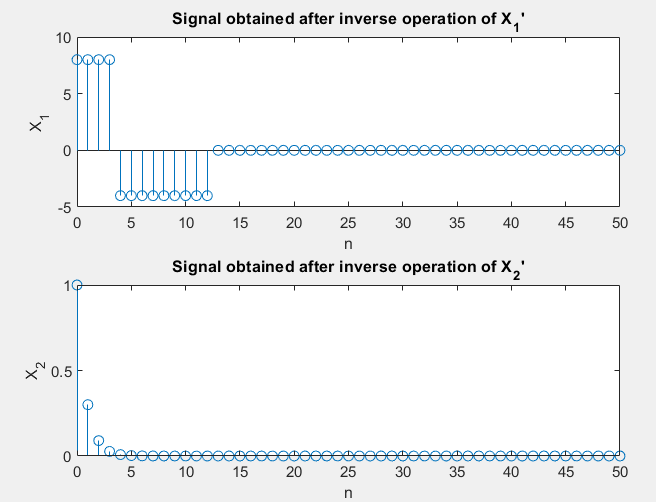 Signal obtained after inverse operation of X₁'
10
5
0
-5
X₁
0 5 10 15 20 25 30 35 40 45 50
n
Signal obtained after inverse operation of X₂'
1
0.5
0
X₂
0 5 10 15 20 25 30 35 40 45 50
n